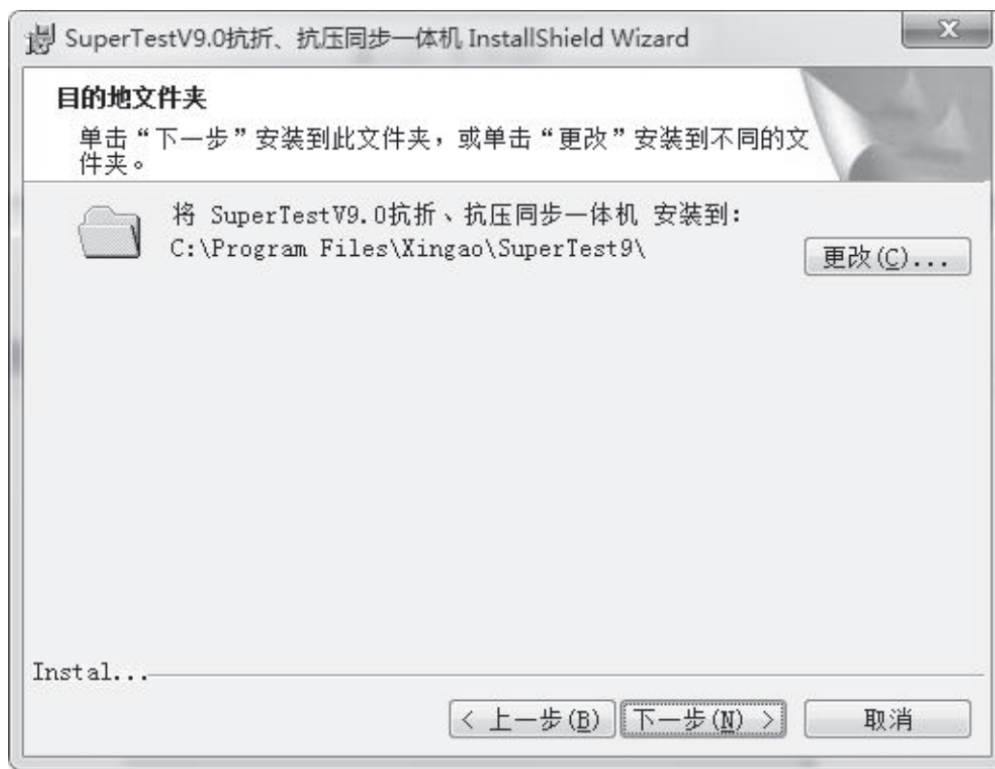 SuperTestV9.0抗折、抗压同步一体机 InstallShield Wizard
目的地文件夹
单击“下一步”安装到此文件夹，或单击“更改”安装到不同的文
件夹。
将 SuperTestV9.0抗折、抗压同步一体机 安装到：
C:\Program Files\Xingao\SuperTest9\
更改(C)...
Instal...
< 上一步(B)
下一步(N) >
取消